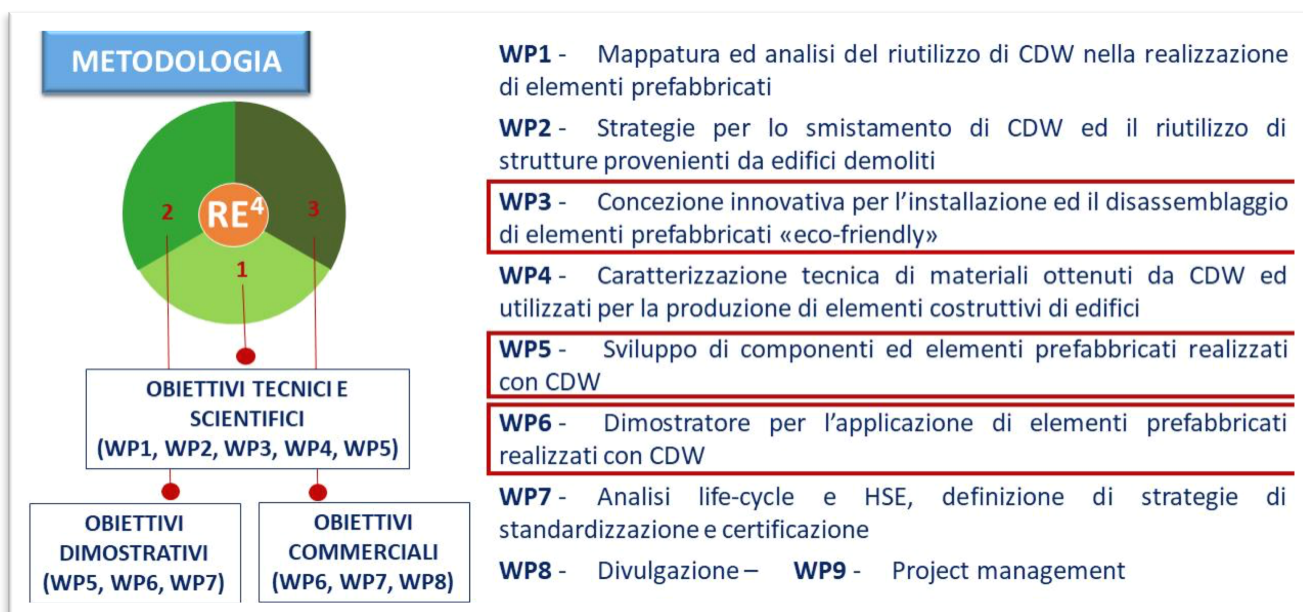 METODOLOGIA
2
RE⁴
3
1
OBIETTIVI TECNICI E
SCIENTIFICI
(WP1, WP2, WP3, WP4, WP5)
OBIETTIVI
DIMOSTRATIVI
(WP5, WP6, WP7)
OBIETTIVI
COMMERCIALI
(WP6, WP7, WP8)
WP1 - Mappatura ed analisi del riutilizzo di CDW nella realizzazione
di elementi prefabbricati
WP2 - Strategie per lo smistamento di CDW ed il riutilizzo di
strutture provenienti da edifici demoliti
WP3 - Concezione innovativa per l'installazione ed il disassemblaggio
di elementi prefabbricati «eco-friendly»
WP4 - Caratterizzazione tecnica di materiali ottenuti da CDW ed
utilizzati per la produzione di elementi costruttivi di edifici
WP5 - Sviluppo di componenti ed elementi prefabbricati realizzati
con CDW
WP6 - Dimostratore per l'applicazione di elementi prefabbricati
realizzati con CDW
WP7 - Analisi life-cycle e HSE, definizione di strategie di
standardizzazione e certificazione
WP8 - Divulgazione – WP9 - Project management